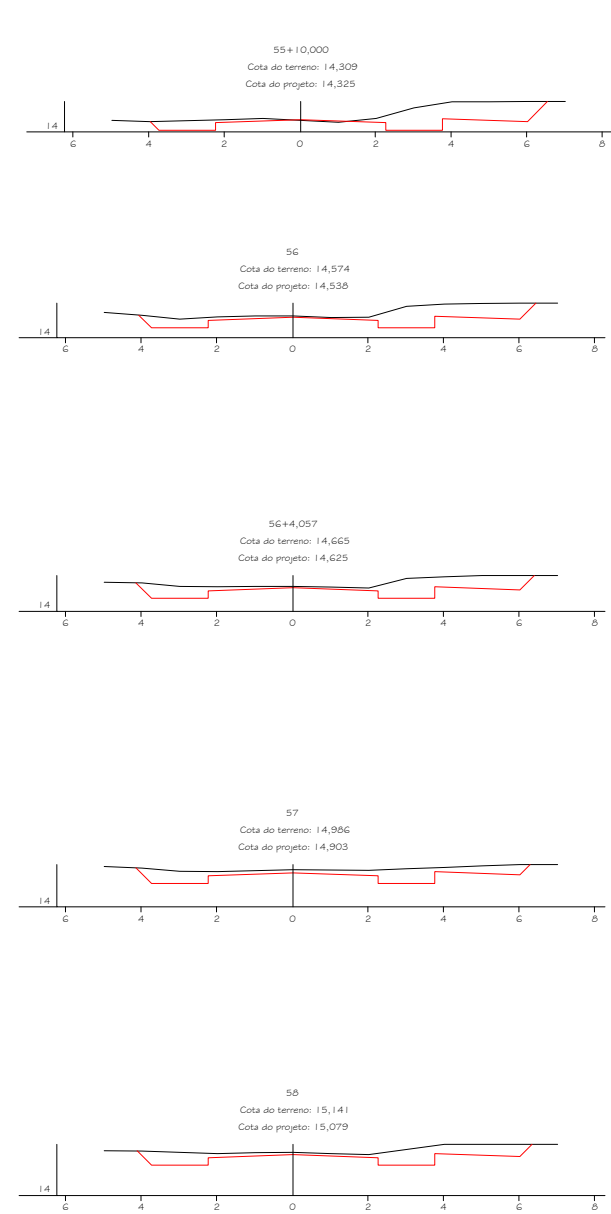 55+10,000
Cota do terreno: 14,309
Cota do projeto: 14,325
14
6 4 2 0 2 4 6 8
56
Cota do terreno: 14,574
Cota do projeto: 14,538
14
6 4 2 0 2 4 6 8
56+4,057
Cota do terreno: 14,665
Cota do projeto: 14,625
14
6 4 2 0 2 4 6 8
57
Cota do terreno: 14,986
Cota do projeto: 14,903
14
6 4 2 0 2 4 6 8
58
Cota do terreno: 15,141
Cota do projeto: 15,079
14
6 4 2 0 2 4 6 8